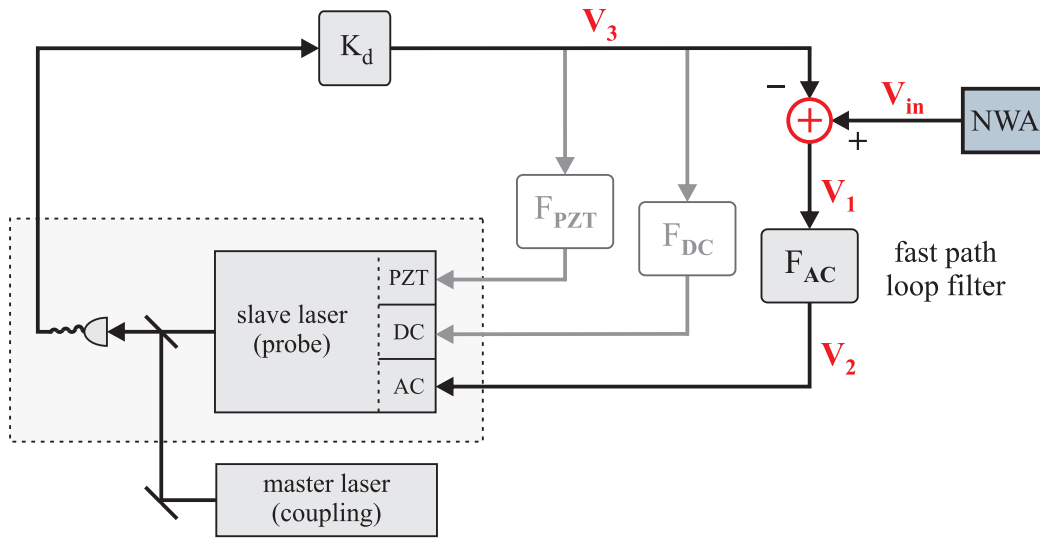 K_d
V_3
−
V_in
NWA
+
F_PZT
V_1
F_DC
F_AC
fast path
loop filter
PZT
slave laser
(probe)
DC
V_2
AC
master laser
(coupling)